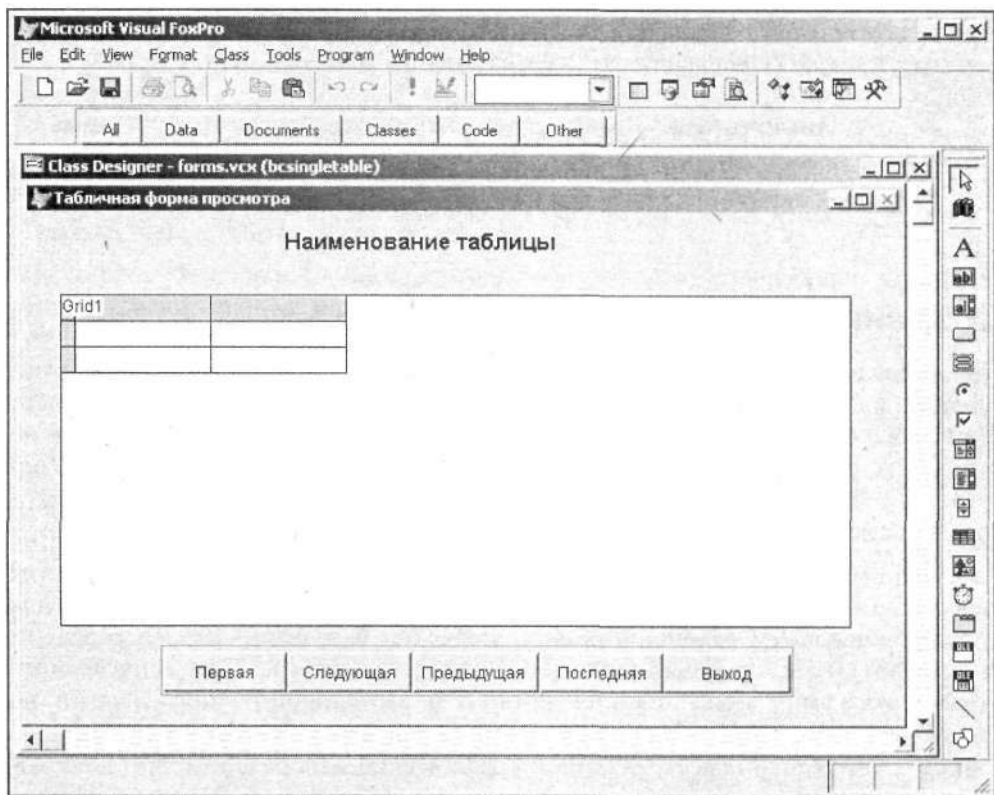 Microsoft Visual FoxPro
File Edit View Format Class Tools Program Window Help
All Data Documents Classes Code Other
Class Designer - forms.vcx (bcsingletable)
Табличная форма просмотра
Наименование таблицы
Grid1
Первая Следующая Предыдущая Последняя Выход